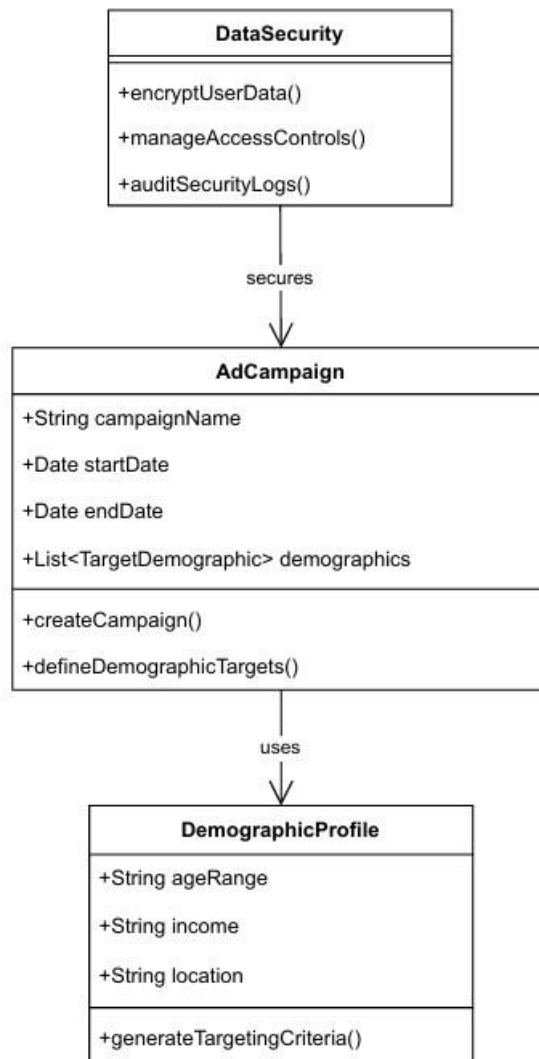 DataSecurity
+encryptUserData()
+manageAccessControls()
+auditSecurityLogs()
secures
AdCampaign
+String campaignName
+Date startDate
+Date endDate
+List<TargetDemographic> demographics
+createCampaign()
+defineDemographicTargets()
uses
DemographicProfile
+String ageRange
+String income
+String location
+generateTargetingCriteria()